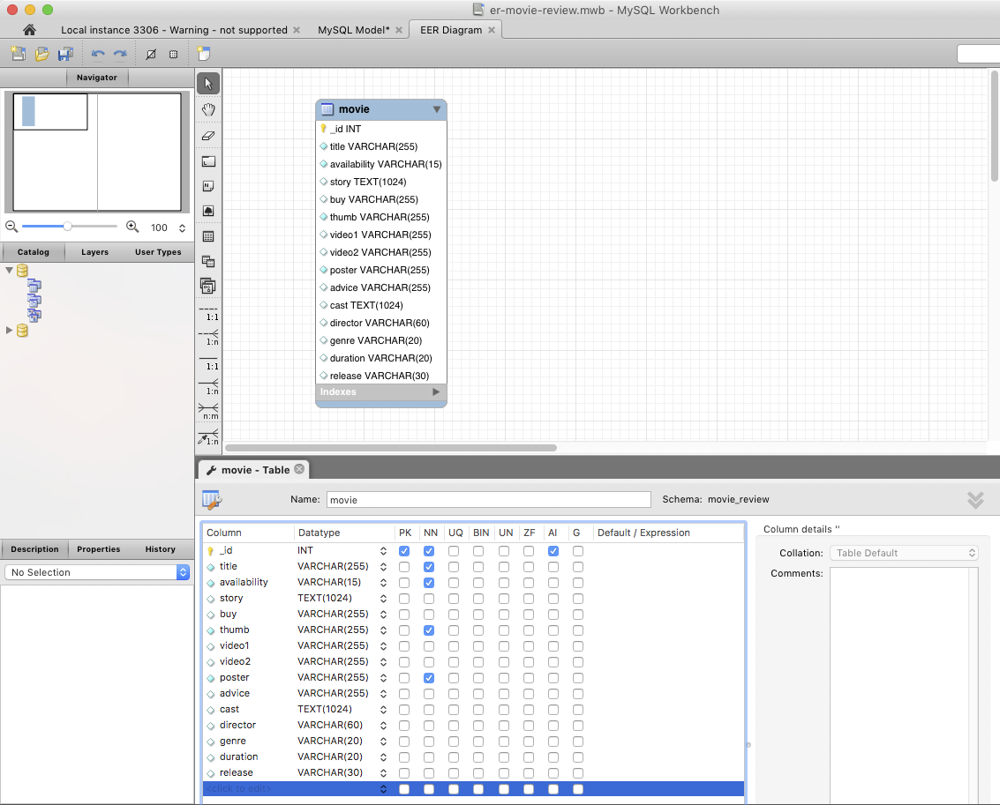 er-movie-review.mwb - MySQL Workbench
Local instance 3306 - Warning - not supported
MySQL Model*
EER Diagram
Navigator
100
Catalog Layers User Types
1:1
1:n
1:1
1:n
n:m
1:n
movie
_id INT
title VARCHAR(255)
availability VARCHAR(15)
story TEXT(1024)
buy VARCHAR(255)
thumb VARCHAR(255)
video1 VARCHAR(255)
video2 VARCHAR(255)
poster VARCHAR(255)
advice VARCHAR(255)
cast TEXT(1024)
director VARCHAR(60)
genre VARCHAR(20)
duration VARCHAR(20)
release VARCHAR(30)
Indexes
Description Properties History
No Selection
movie - Table
Name: movie Schema: movie_review
Column Datatype PK NN UQ BIN UN ZF AI G Default / Expression
_id INT
title VARCHAR(255)
availability VARCHAR(15)
story TEXT(1024)
buy VARCHAR(255)
thumb VARCHAR(255)
video1 VARCHAR(255)
video2 VARCHAR(255)
poster VARCHAR(255)
advice VARCHAR(255)
cast TEXT(1024)
director VARCHAR(60)
genre VARCHAR(20)
duration VARCHAR(20)
release VARCHAR(30)
<click to edit>
Column details ''
Collation: Table Default
Comments: